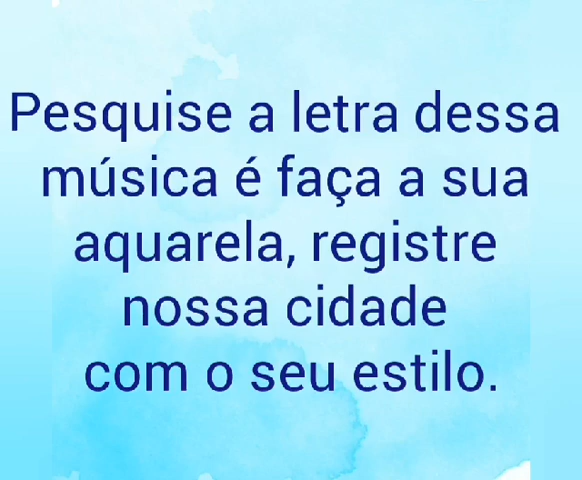 Pesquise a letra dessa
música é faça a sua
aquarela, registre
nossa cidade
com o seu estilo.